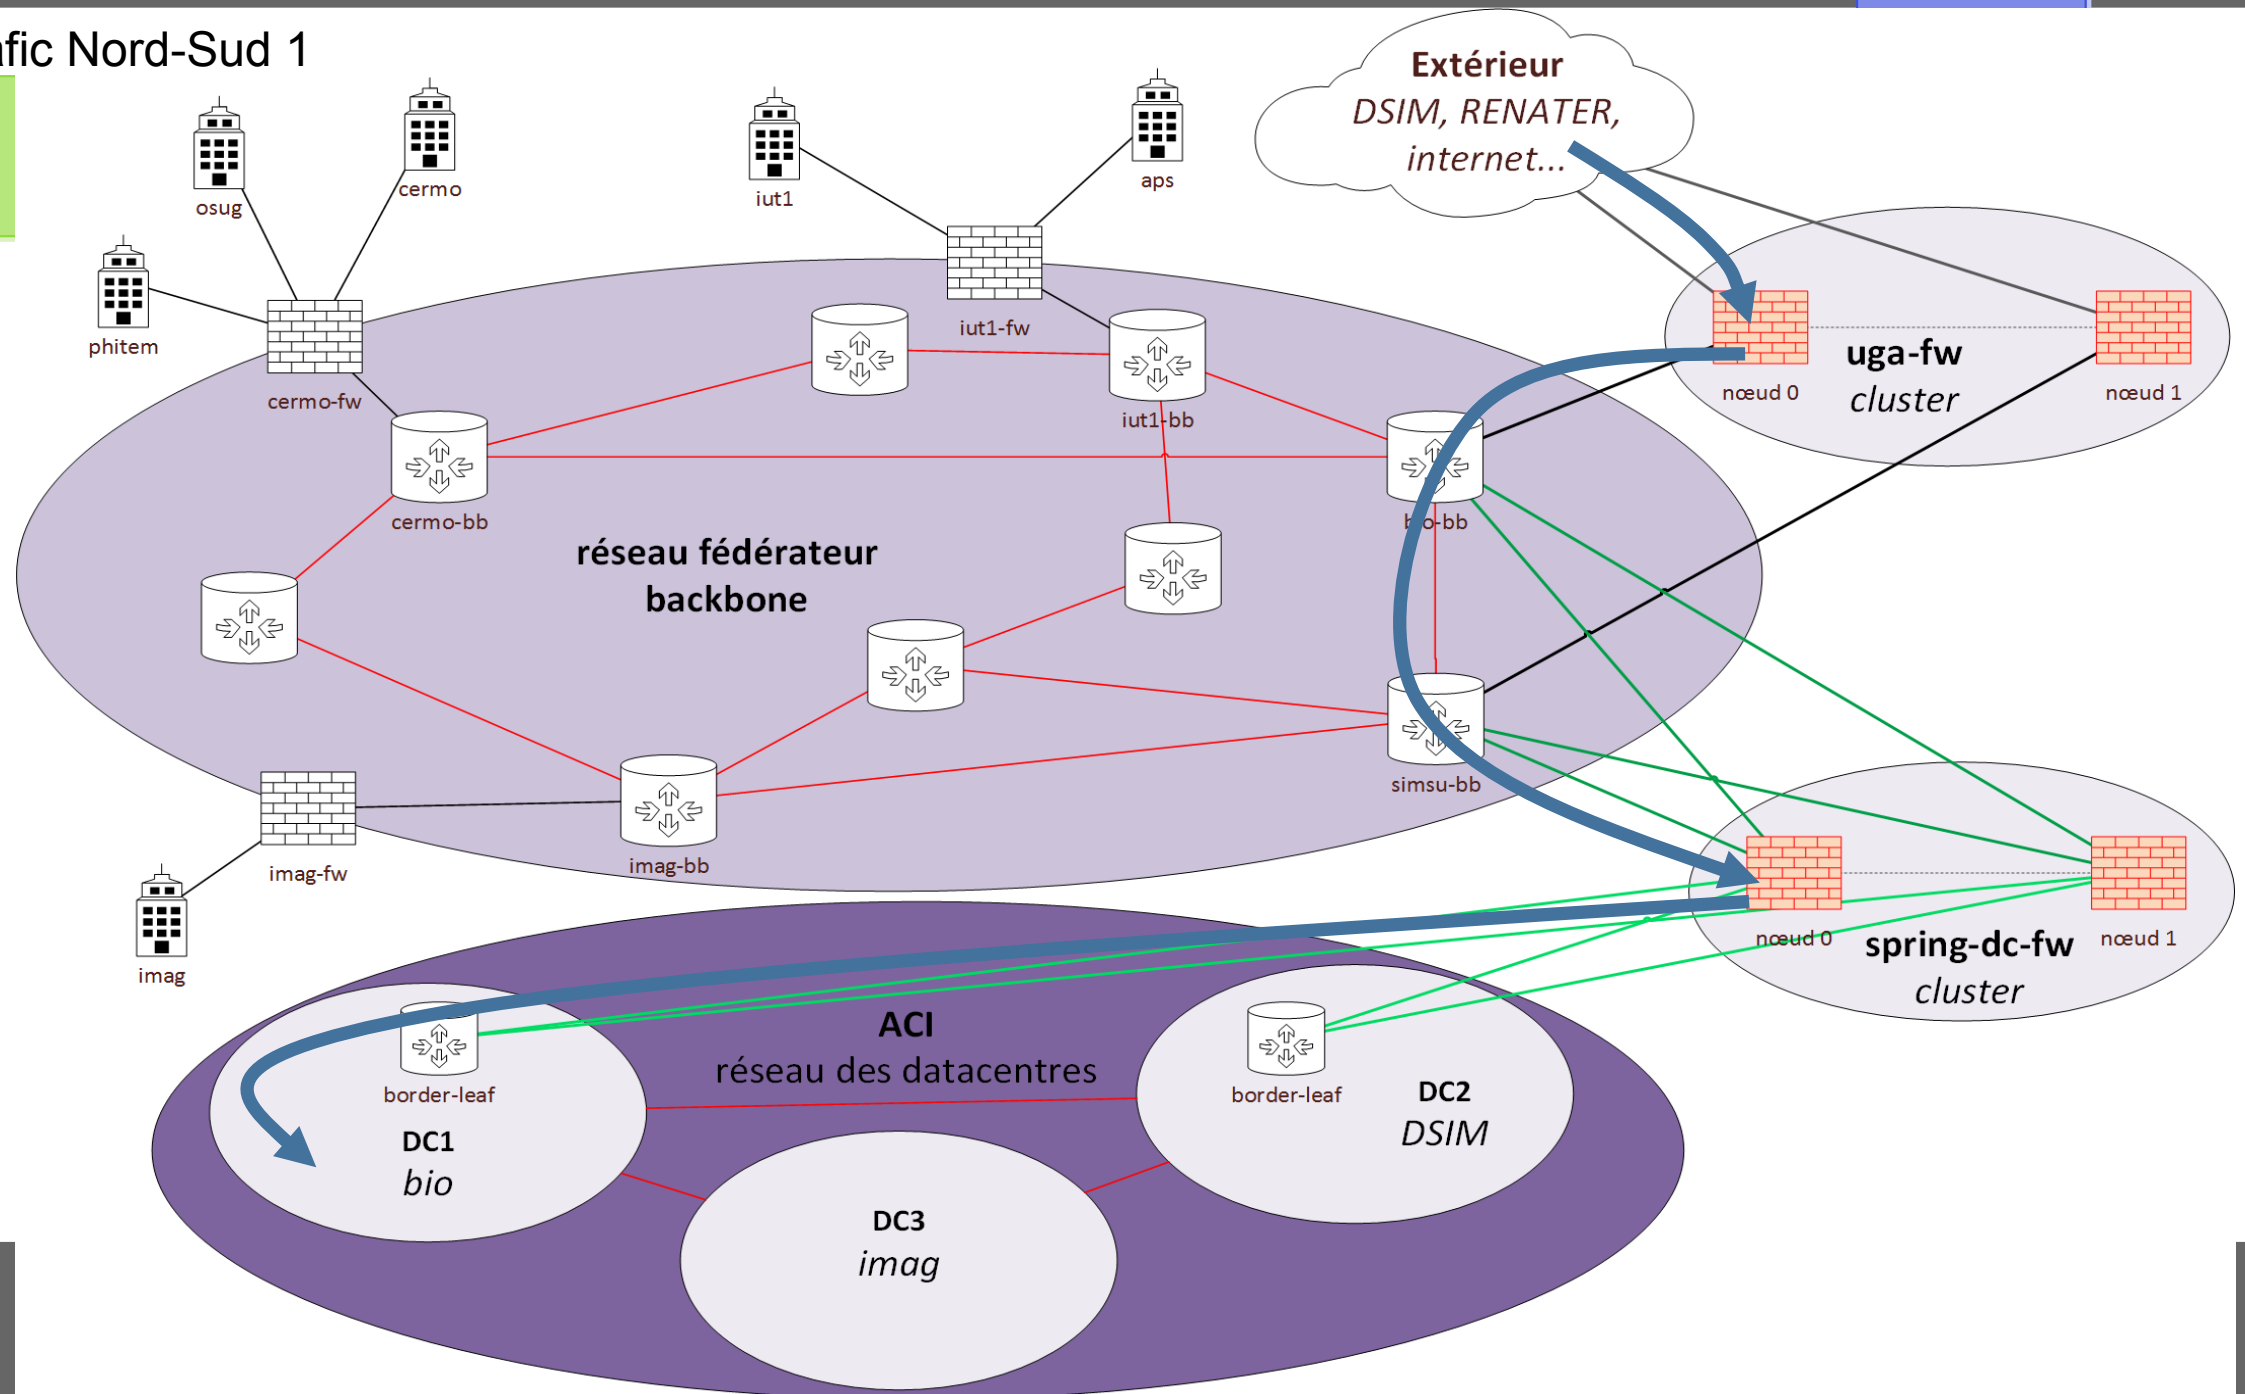 fic Nord-Sud 1
Extérieur
DSIM, RENATER,
internet...
osug
cermo
iut1
aps
phitem
cermo-fw
iut1-fw
iut1-bb
uga-fw
cluster
nœud 0
nœud 1
cermo-bb
bio-bb
réseau fédérateur
backbone
simsu-bb
imag-fw
imag-bb
imag
nœud 0
spring-dc-fw
cluster
nœud 1
ACI
réseau des datacentres
border-leaf
DC1
bio
border-leaf
DC2
DSIM
DC3
imag